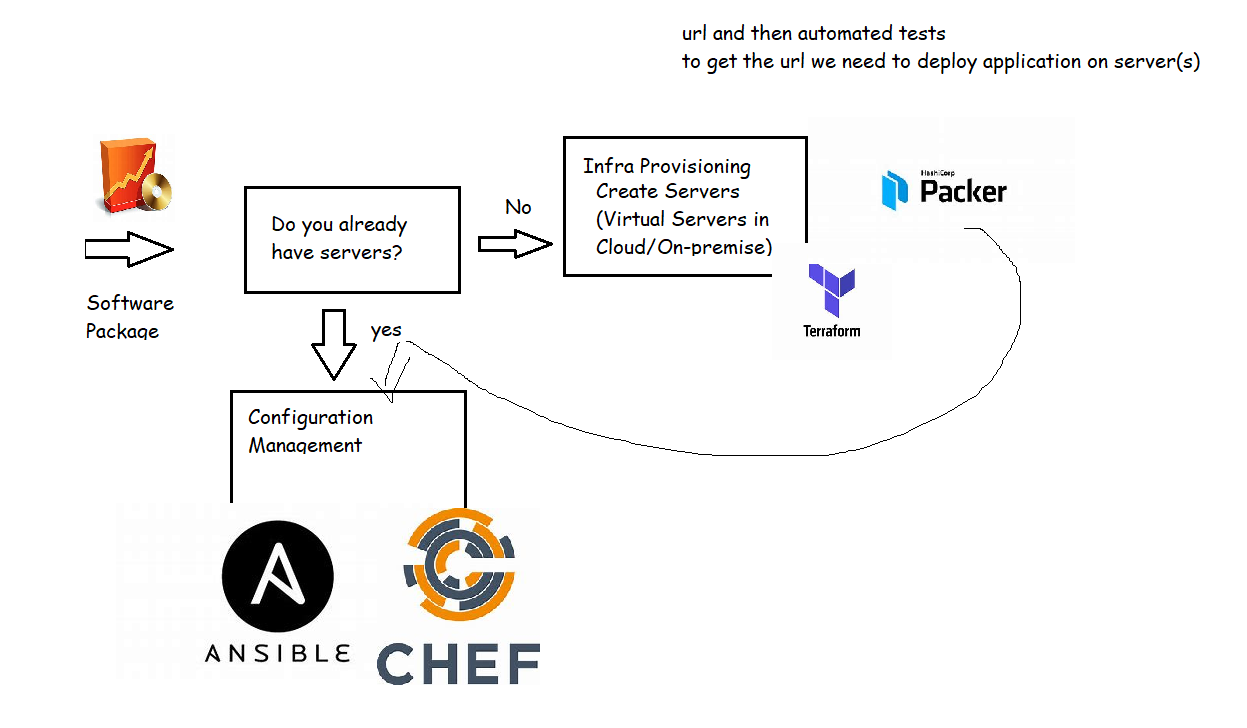 url and then automated tests
to get the url we need to deploy application on server(s)
Software
Package
Do you already
have servers?
No
Infra Provisioning
Create Servers
(Virtual Servers in
Cloud/On-premise)
HashiCorp
Packer
Terraform
yes
Configuration
Management
ANSIBLE
CHEF